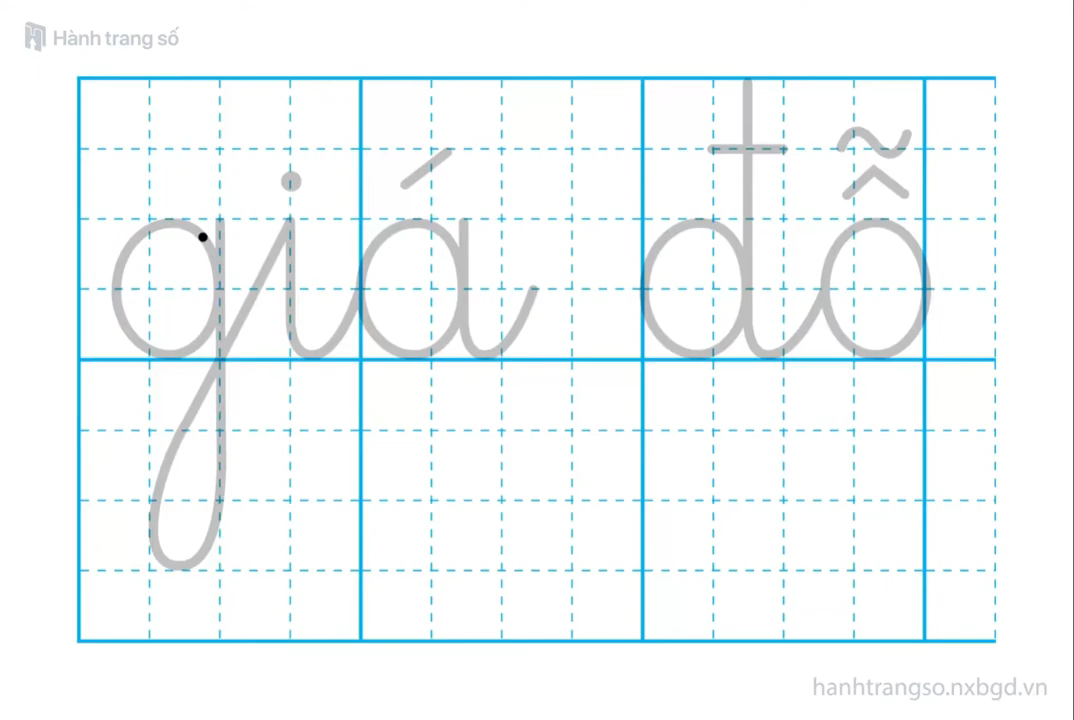 Hành trang số
giá đỗ
hanhtrangso.nxbgd.vn